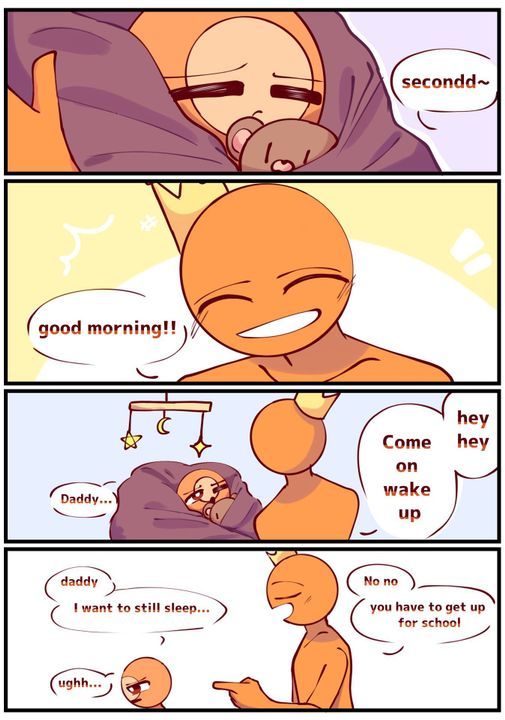 secondd~
good morning!!
hey
hey
Come
on
wake
up
Daddy...
daddy
I want to still sleep...
No no
you have to get up
for school
ughh...